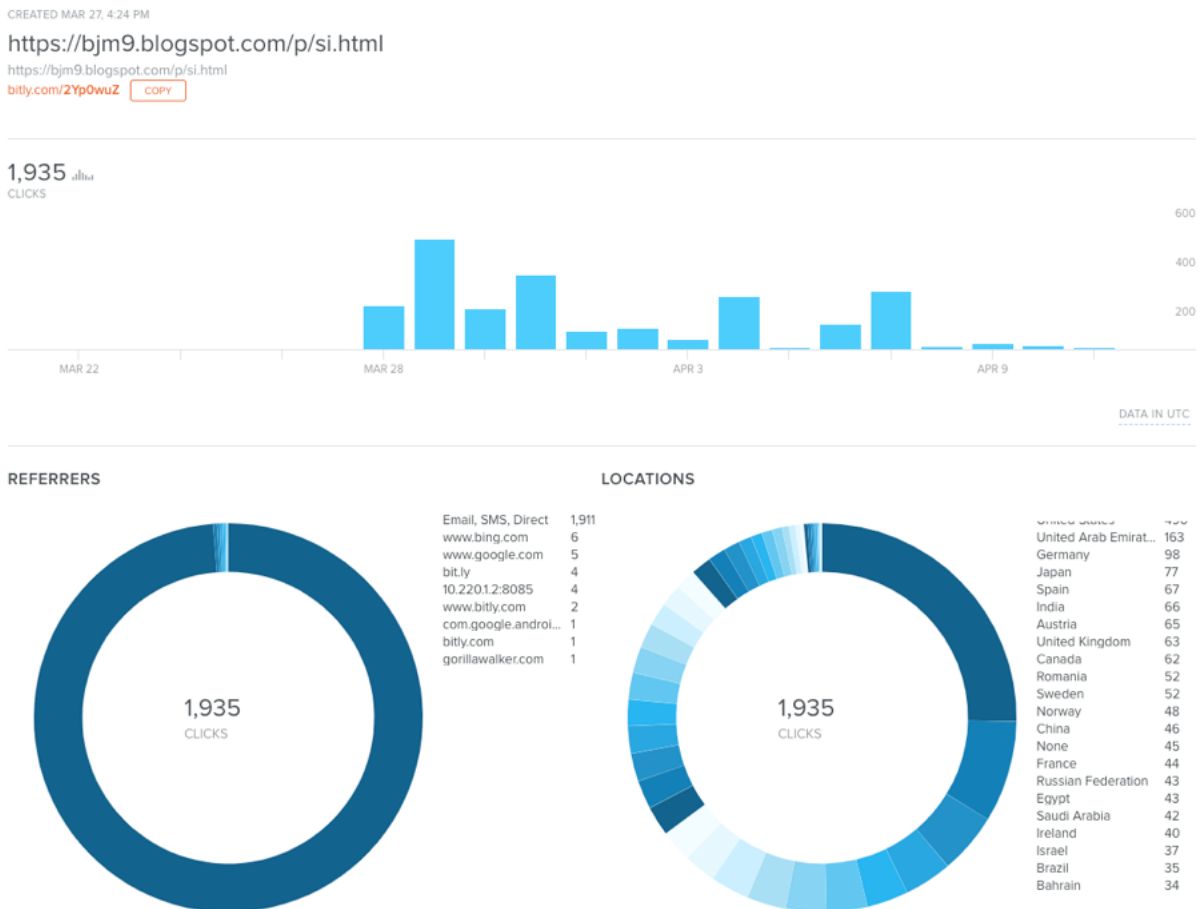 CREATED MAR 27, 4:24 PM
https://bjm9.blogspot.com/p/si.html
https://bjm9.blogspot.com/p/si.html
bitly.com/2Yp0wuZ COPY
1,935
CLICKS
600
400
200
MAR 22 MAR 28 APR 3 APR 9
DATA IN UTC
REFERRERS
1,935
CLICKS
Email, SMS, Direct 1,911
www.bing.com 6
www.google.com 5
bit.ly 4
10.220.1.2:8085 4
www.bitly.com 2
com.google.androi... 1
bitly.com 1
gorillawalker.com 1
LOCATIONS
1,935
CLICKS
United States
United Arab Emirat... 163
Germany 98
Japan 77
Spain 67
India 66
Austria 65
United Kingdom 63
Canada 62
Romania 52
Sweden 52
Norway 48
China 46
None 45
France 44
Russian Federation 43
Egypt 43
Saudi Arabia 42
Ireland 40
Israel 37
Brazil 35
Bahrain 34